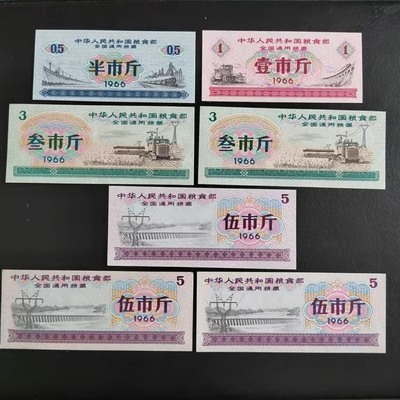 中华人民共和国粮食部
全国通用粮票
0.5 0.5
半市斤
1966
中华人民共和国粮食部
全国通用粮票
1 1
壹市斤
1966
3
中华人民共和国粮食部
全国通用粮票
叁市斤
1966
3
中华人民共和国粮食部
全国通用粮票
叁市斤
1966
中华人民共和国粮食部 5
全国通用粮票
伍市斤
1966
中华人民共和国粮食部 5
全国通用粮票
伍市斤
1966
中华人民共和国粮食部 5
全国通用粮票
伍市斤
1966